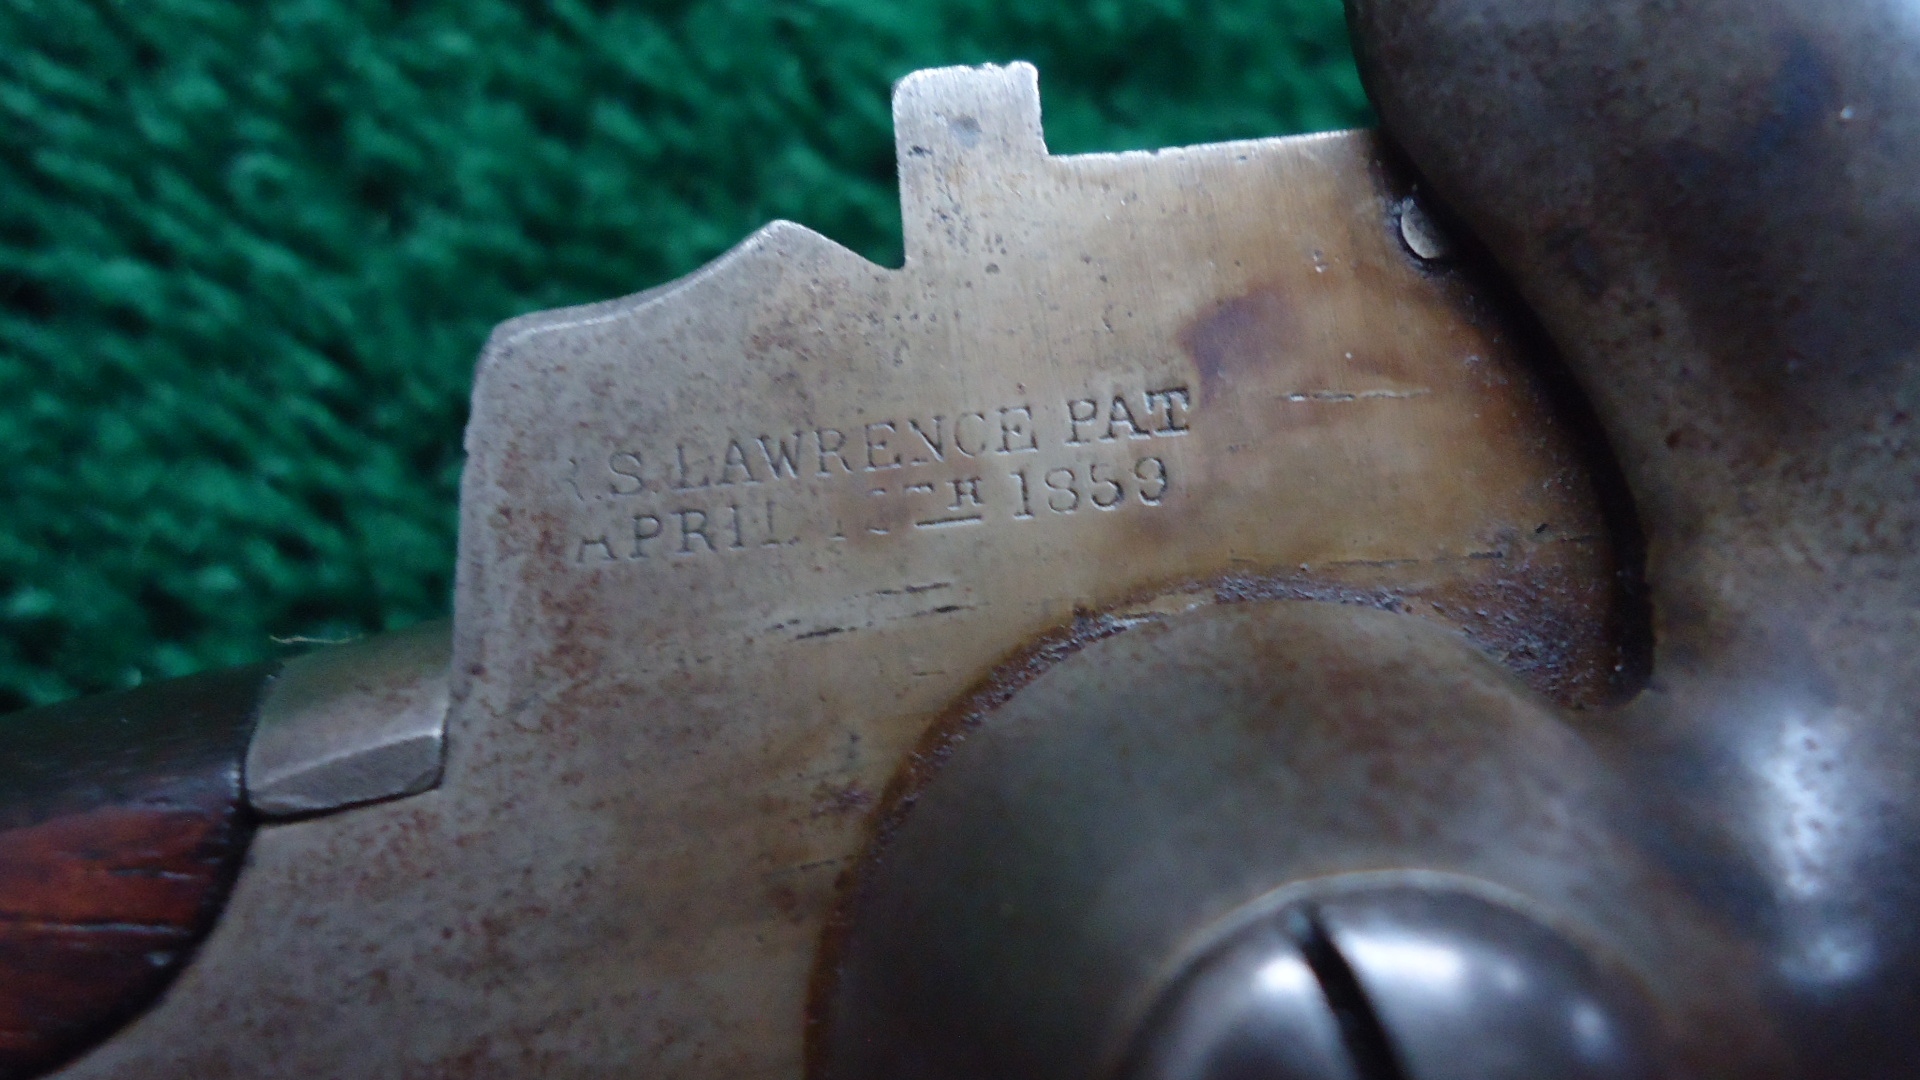 R.S. LAWRENCE PAT
APRIL 1859